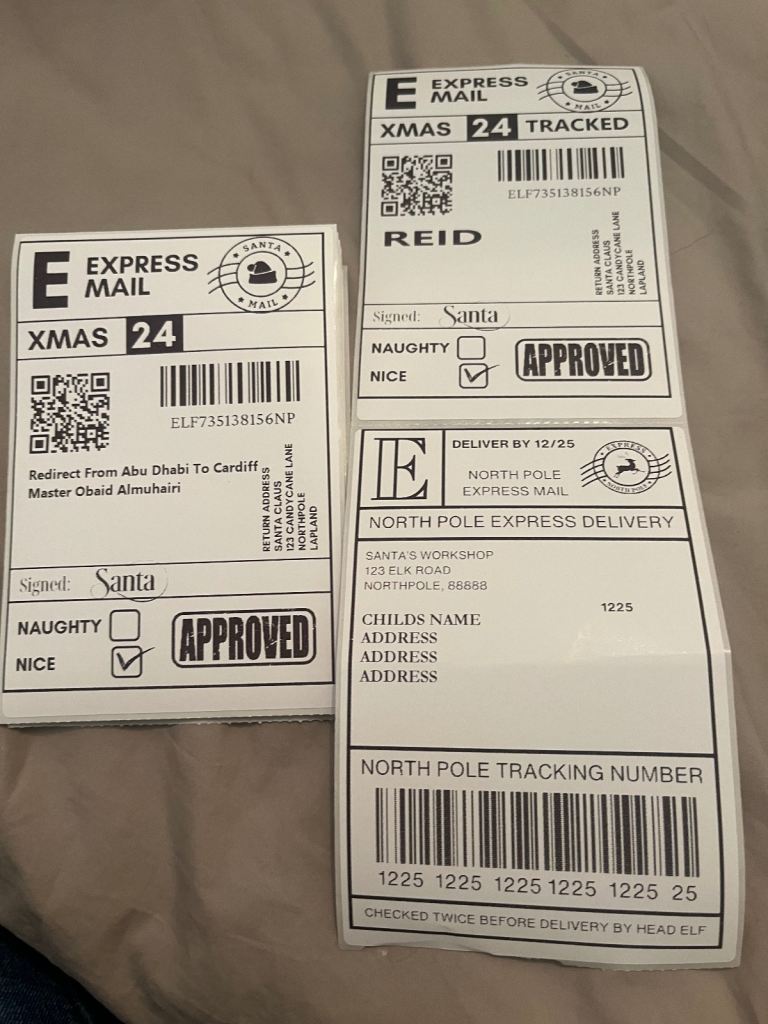 E EXPRESS
MAIL
SANTA
MAIL
XMAS 24
ELF735138156NP
Redirect From Abu Dhabi To Cardiff
Master Obaid Almuhairi
RETURN ADDRESS
SANTA CLAUS
123 CANDYCANE LANE
NORTHPOLE
LAPLAND
Signed: Santa
NAUGHTY
NICE
APPROVED
E EXPRESS
MAIL
SANTA
MAIL
XMAS 24 TRACKED
ELF735138156NP
REID
RETURN ADDRESS
SANTA CLAUS
123 CANDYCANE LANE
NORTHPOLE
LAPLAND
Signed: Santa
NAUGHTY
NICE
APPROVED
E
DELIVER BY 12/25
NORTH POLE
EXPRESS MAIL
EXPRESS
NORTH POLE
NORTH POLE EXPRESS DELIVERY
SANTA'S WORKSHOP
123 ELK ROAD
NORTHPOLE, 88888
1225
CHILDS NAME
ADDRESS
ADDRESS
ADDRESS
NORTH POLE TRACKING NUMBER
1225 1225 1225 1225 1225 25
CHECKED TWICE BEFORE DELIVERY BY HEAD ELF